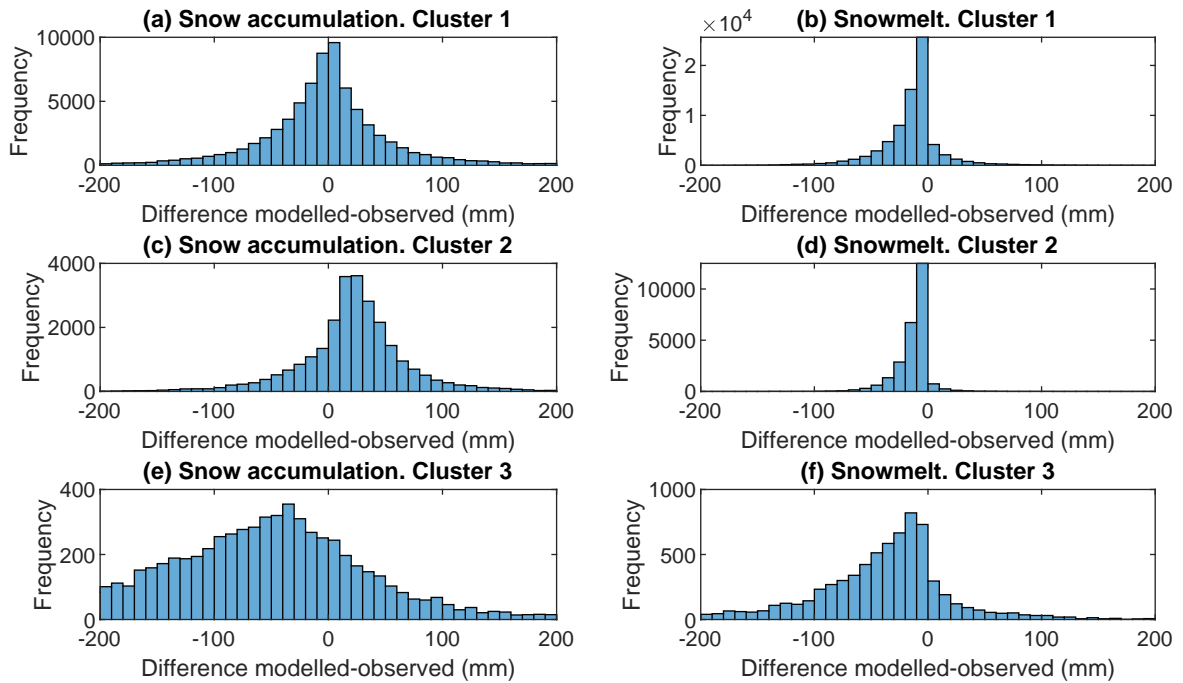 (a) Snow accumulation. Cluster 1
10000
5000
0
Frequency
-200 -100 0 100 200
Difference modelled-observed (mm)
(b) Snowmelt. Cluster 1
×10^4
2
1
0
Frequency
-200 -100 0 100 200
Difference modelled-observed (mm)
(c) Snow accumulation. Cluster 2
4000
2000
0
Frequency
-200 -100 0 100 200
Difference modelled-observed (mm)
(d) Snowmelt. Cluster 2
10000
5000
0
Frequency
-200 -100 0 100 200
Difference modelled-observed (mm)
(e) Snow accumulation. Cluster 3
400
200
0
Frequency
-200 -100 0 100 200
Difference modelled-observed (mm)
(f) Snowmelt. Cluster 3
1000
500
0
Frequency
-200 -100 0 100 200
Difference modelled-observed (mm)